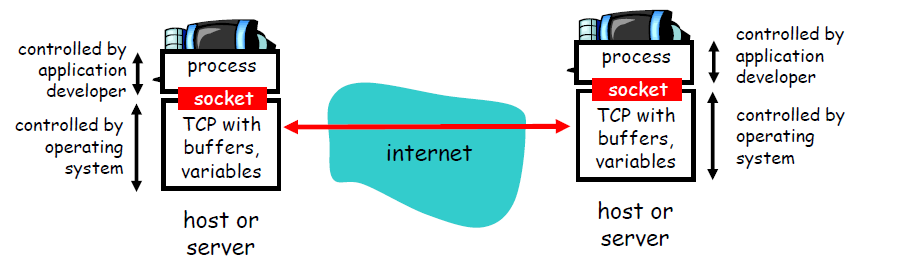 controlled by
application
developer
process
socket
controlled by
operating
system
TCP with
buffers,
variables
host or
server
internet
process
socket
TCP with
buffers,
variables
host or
server
controlled by
application
developer
controlled by
operating
system